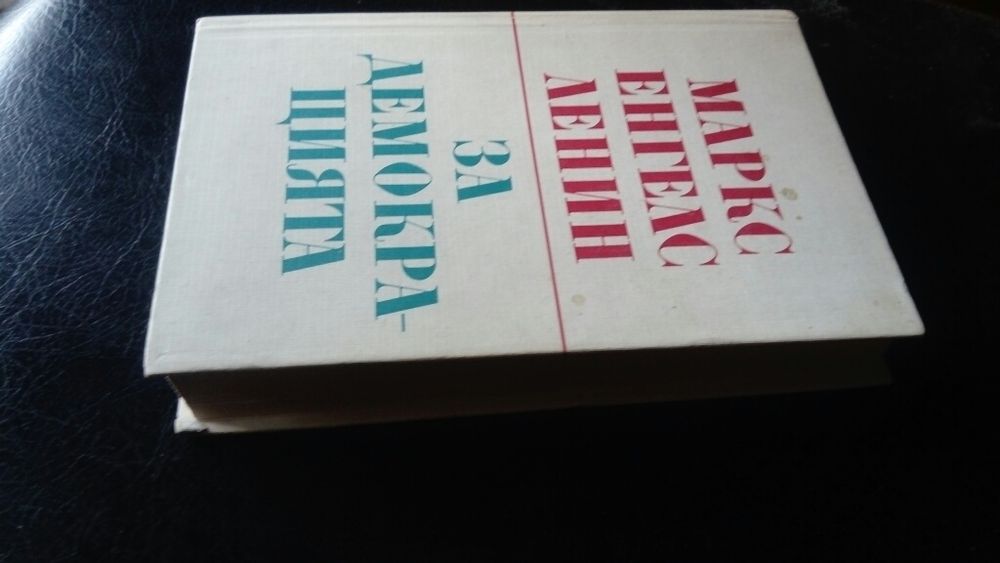 МАРКС
ЕНГЕЛС
ЛЕНИН
ЗА
ДЕМОКРА-
ЦИЯТА